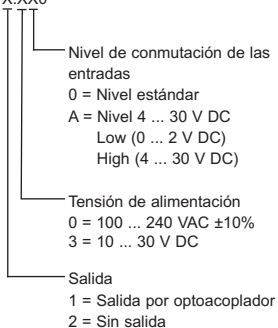 X.XX0
Nivel de conmutación de las
entradas
0 = Nivel estándar
A = Nivel 4 ... 30 V DC
Low (0 ... 2 V DC)
High (4 ... 30 V DC)
Tensión de alimentación
0 = 100 ... 240 VAC ±10%
3 = 10 ... 30 V DC
Salida
1 = Salida por optoacoplador
2 = Sin salida